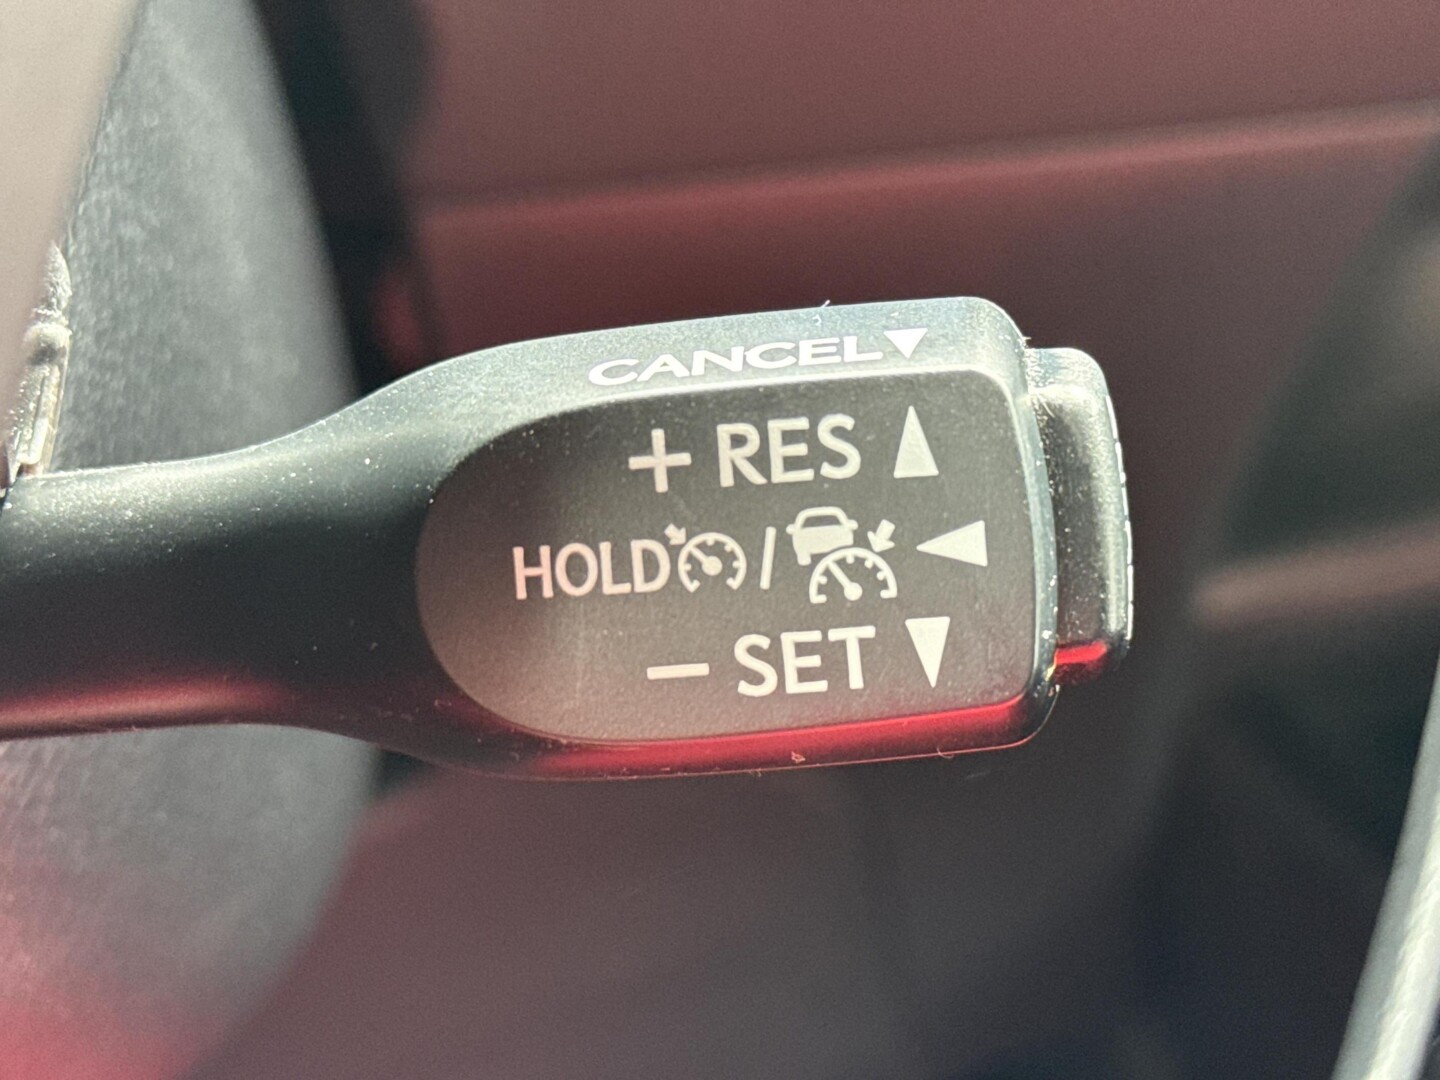 CANCEL▼
+ RES ▲
HOLD / ◀
− SET ▼